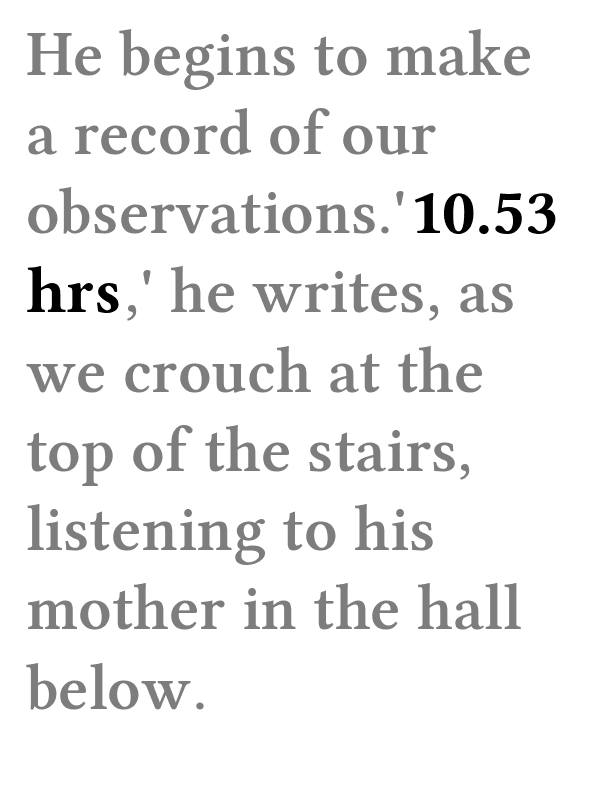 He begins to make
a record of our
observations.'10.53
hrs,' he writes, as
we crouch at the
top of the stairs,
listening to his
mother in the hall
below.